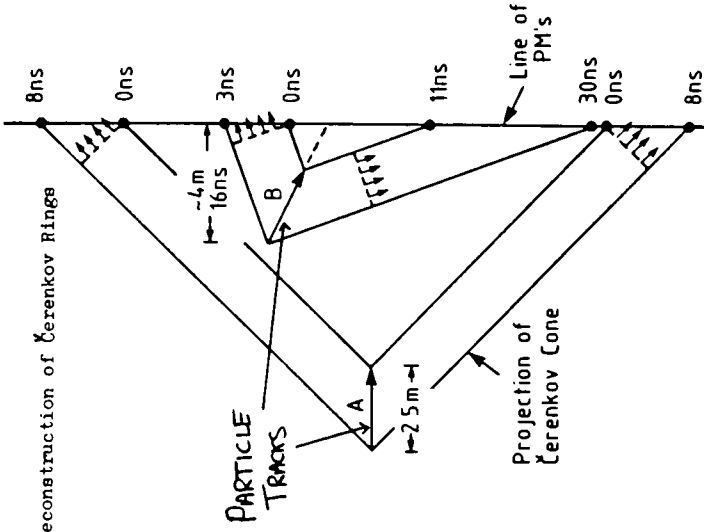 econstruction of Čerenkov Rings
8ns
0ns
3ns
0ns
11ns
30ns
0ns
8ns
~4m
16ns
B
A
2 5m
PARTICLE
TRACKS
Line of
PM's
Projection of
Čerenkov Cone